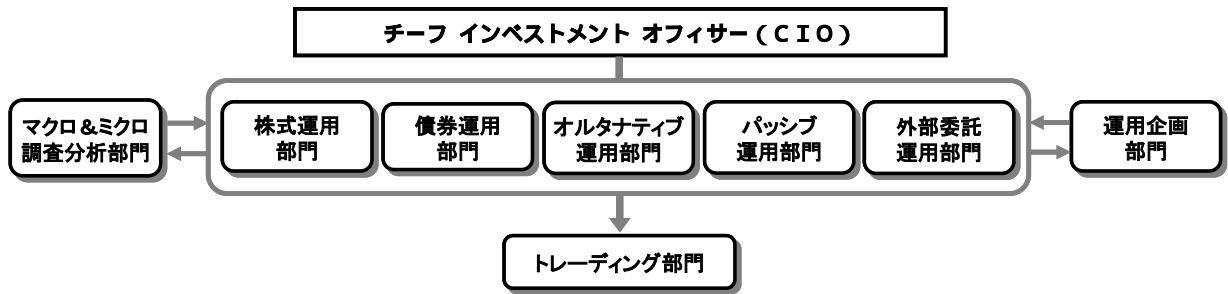 チーフ インベストメント オフィサー(ＣＩＯ)
マクロ&ミクロ
調査分析部門
株式運用
部門
債券運用
部門
オルタナティブ
運用部門
パッシブ
運用部門
外部委託
運用部門
運用企画
部門
トレーディング部門